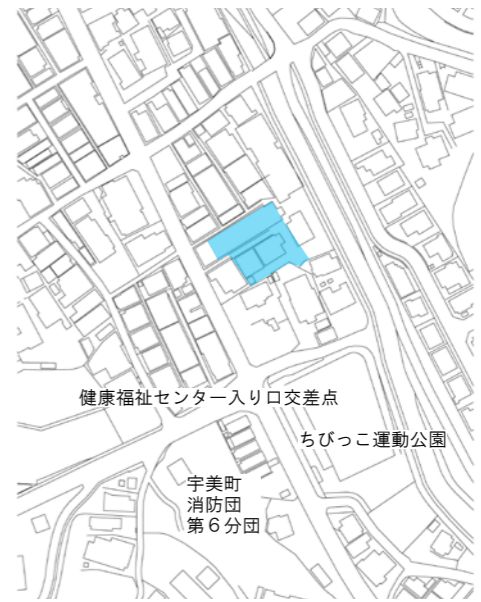 健康福祉センター入り口交差点
ちびっこ運動公園
宇美町
消防団
第６分団